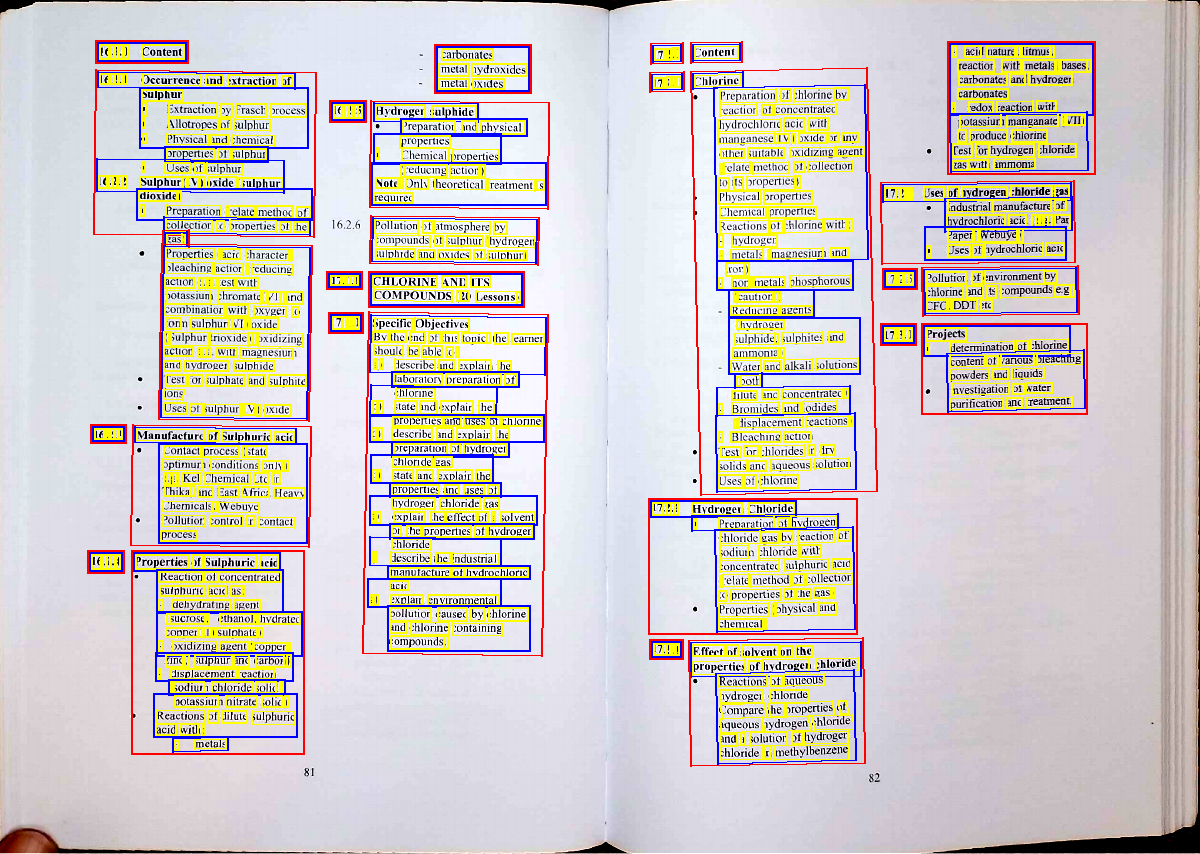 16.2.1 Content
16.2.1 Occurrence and extraction of
Sulphur
Extraction by Frasch process
Allotropes of sulphur
Physical and chemical
properties of sulphur
Uses of sulphur
16.2.2 Sulphur (IV) oxide (sulphur
dioxide)
Preparation (relate method of
collection to properties of the
gas)
• Properties (acid character
bleaching action, reducing
action e.g. test with
potassium chromate (VI) and
combination with oxygen to
form sulphur VI) oxide
(Sulphur trioxide) oxidizing
action e.g. with magnesium
and hydrogen sulphide
• Test for sulphate and sulphite
ions
• Uses of sulphur (IV) oxide
Manufacture of Sulphuric acid
• Contact process (state
optimum conditions only)
e.g. Kel Chemical Ltd in
Thika, and East Africa Heavy
Chemicals, Webuye
• Pollution control in contact
process
16.2.4 Properties of Sulphuric acid
• Reaction of concentrated
sulphuric acid as:
- dehydrating agent
(sucrose, ethanol, hydrated
copper (II) sulphate)
- oxidizing agent (copper,
zinc, sulphur and carbon)
- displacement reaction
(sodium chloride solid,
potassium nitrate solid)
• Reactions of dilute sulphuric
acid with:
- metals
- carbonates
- metal hydroxides
- metal oxides
16.2.5 Hydrogen sulphide
• Preparation and physical
properties
Chemical properties
(reducing action)
Note: Only theoretical treatment is
required
16.2.6 Pollution of atmosphere by
compounds of sulphur (hydrogen
sulphide and oxides of sulphur)
17.0.0 CHLORINE AND ITS
COMPOUNDS (20 Lessons)
Specific Objectives
By the end of this topic, the learner
should be able to:
describe and explain the
laboratory preparation of
chlorine
state and explain the
properties and uses of chlorine
describe and explain the
preparation of hydrogen
chloride gas
state and explain the
properties and uses of
hydrogen chloride gas
explain the effect of a solvent
on the properties of hydrogen
chloride
describe the industrial
manufacture of hydrochloric
acid
explain environmental
pollution caused by chlorine
and chlorine containing
compounds.
81
Content
Chlorine
• Preparation of chlorine by
reaction of concentrated
hydrochloric acid with
manganese (IV) oxide or any
other suitable oxidizing agent
(relate method of collection
to its properties)
Physical properties
Chemical properties
Reactions of chlorine with:
- hydrogen
- metals (magnesium and
iron)
- non metals phosphorous
(caution)
- Reducing agents
(hydrogen
sulphide, sulphites and
ammonia)
- Water and alkali solutions
(both
dilute and concentrated)
- Bromides and iodides
(displacement reactions)
- Bleaching action
• Test for chlorides in dry
solids and aqueous solution
• Uses of chlorine
17.2.2 Hydrogen Chloride
Preparation of hydrogen
chloride gas by reaction of
sodium chloride with
concentrated sulphuric acid
(relate method of collection
to properties of the gas)
• Properties (physical and
chemical)
Effect of solvent on the
properties of hydrogen chloride
• Reactions of aqueous
hydrogen chloride
Compare the properties of
aqueous hydrogen chloride
and a solution of hydrogen
chloride in methylbenzene
- acid nature, litmus,
reaction with metals bases,
carbonates and hydrogen
carbonates
- redox reaction with
potassium manganate (VII)
to produce chlorine
• Test for hydrogen chloride
gas with ammonia
Uses of hydrogen chloride gas
• Industrial manufacture of
hydrochloric acid (e.g. Pan
Paper Webuye)
Uses of hydrochloric acid
17.2.5 Pollution of environment by
chlorine and its compounds e.g
CFC, DDT etc
17.3.0 Projects
determination of chlorine
content of various bleaching
powders and liquids
• investigation of water
purification and treatment
82